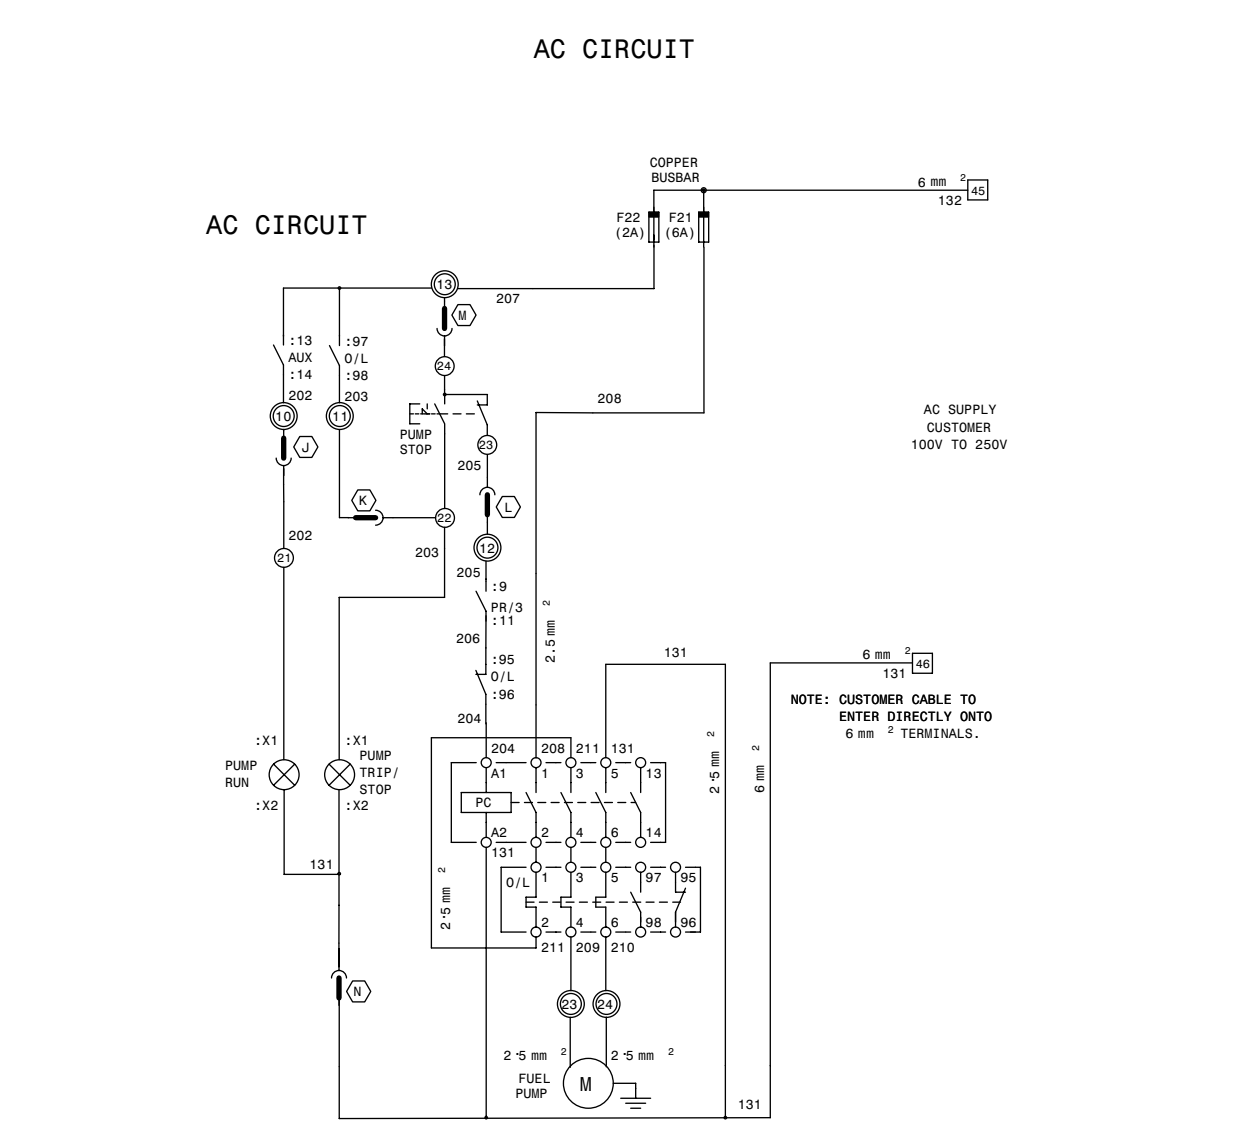 AC CIRCUIT
COPPER
BUSBAR
6 mm 2
45
132
AC CIRCUIT
F22
(2A)
F21
(6A)
13
207
M
:13
AUX
:14
202
:97
O/L
:98
203
24
10
11
208
AC SUPPLY
CUSTOMER
100V TO 250V
PUMP
STOP
J
23
205
K
L
22
202
203
12
21
205
:9
PR/3
:11
2.5 mm 2
206
131
6 mm 2
46
131
:95
O/L
:96
NOTE: CUSTOMER CABLE TO
ENTER DIRECTLY ONTO
6 mm 2 TERMINALS.
204
:X1
PUMP
RUN
:X2
:X1
PUMP
TRIP/
STOP
:X2
204
208
211
131
2.5 mm 2
6 mm 2
A1
1
3
5
13
PC
A2
2
4
6
14
131
131
2.5 mm 2
O/L
1
3
5
97
95
2
4
6
98
96
211
209
210
N
23
24
2.5 mm 2
2.5 mm 2
FUEL
PUMP
M
131